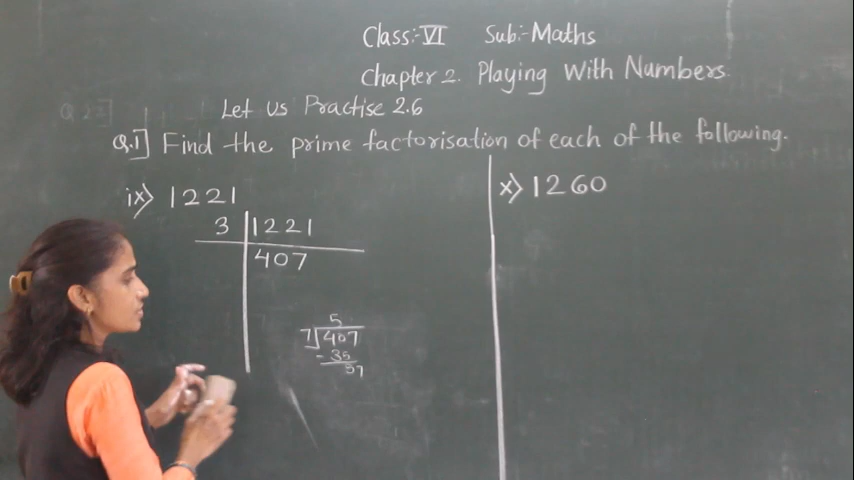 Class:- VI Sub:- Maths
Chapter 2. Playing With Numbers.
Let us Practise 2.6
Q.1] Find the prime factorisation of each of the following.
ix> 1221
3 1221
407
5
7 407
- 35
57
x> 1260